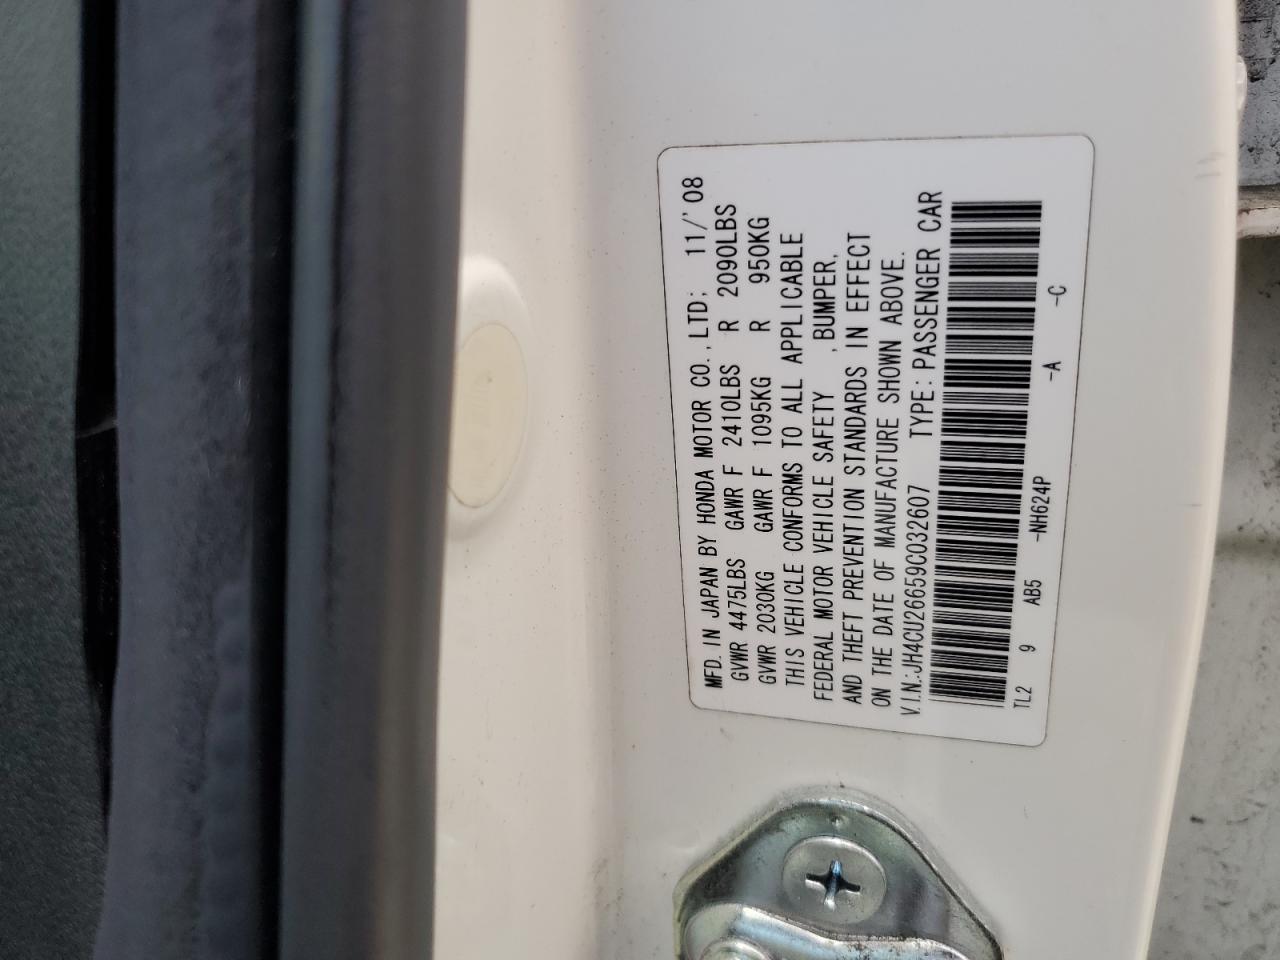 MFD. IN JAPAN BY HONDA MOTOR CO., LTD; 11/'08
GVWR 4475LBS GAWR F 2410LBS R 2090LBS
GVWR 2030KG GAWR F 1095KG R 950KG
THIS VEHICLE CONFORMS TO ALL APPLICABLE
FEDERAL MOTOR VEHICLE SAFETY , BUMPER,
AND THEFT PREVENTION STANDARDS IN EFFECT
ON THE DATE OF MANUFACTURE SHOWN ABOVE.
V.I.N.:JH4CU26659C032607 TYPE: PASSENGER CAR
TL2 9 AB5 -NH624P -A -C